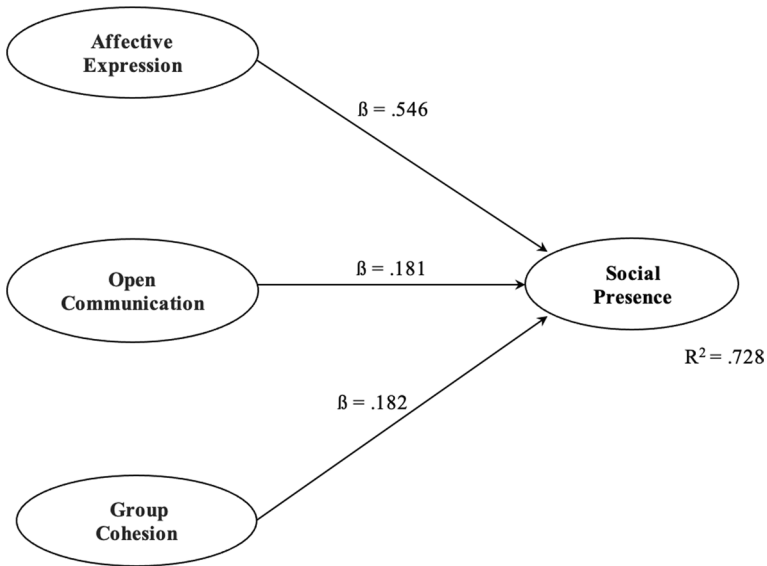 Affective
Expression
ß = .546
Open
Communication
ß = .181
Social
Presence
R² = .728
ß = .182
Group
Cohesion